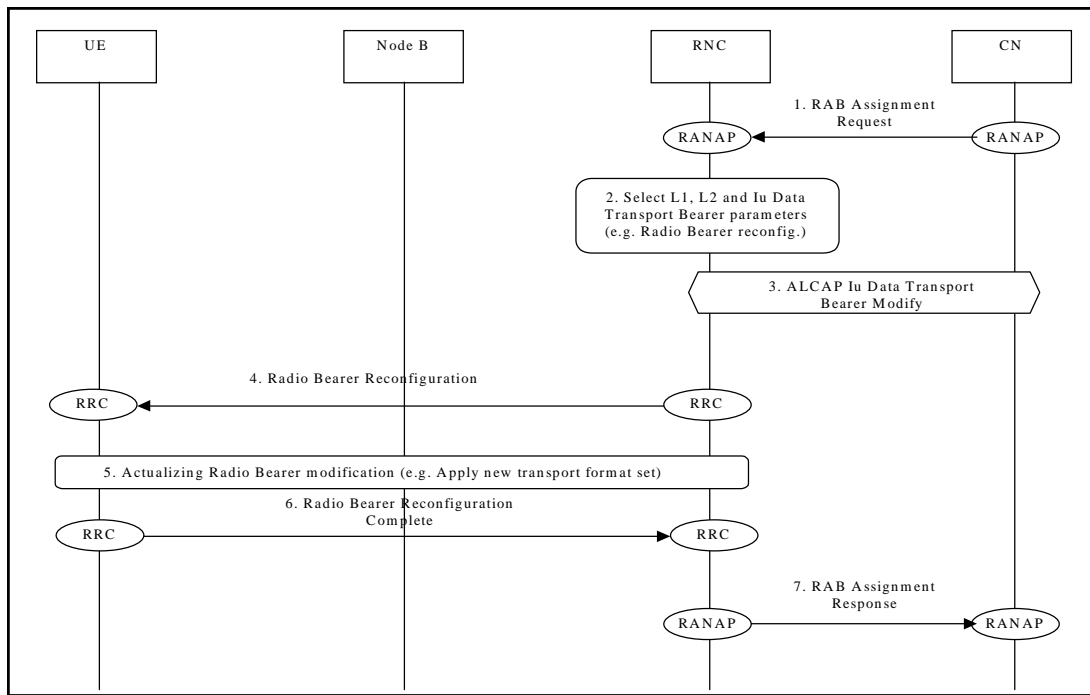 UE
Node B
RNC
CN
1. RAB Assignment
Request
RANAP
RANAP
2. Select L1, L2 and Iu Data
Transport Bearer parameters
(e.g. Radio Bearer reconfig.)
3. ALCAP Iu Data Transport
Bearer Modify
4. Radio Bearer Reconfiguration
RRC
RRC
5. Actualizing Radio Bearer modification (e.g. Apply new transport format set)
6. Radio Bearer Reconfiguration
Complete
RRC
RRC
7. RAB Assignment
Response
RANAP
RANAP